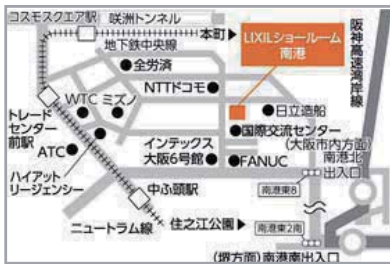 コスモスクエア駅
咲洲トンネル
地下鉄中央線
本町▶
LIXILショールーム
南港
阪神高速湾岸線
全労済
NTTドコモ
WTC
ミズノ
日立造船
トレード
センター
前駅
国際交流センター
(大阪市内方面)
インテックス
大阪6号館
FANUC
南港北
出入口
ATC
ハイアット
リージェンシー
中ふ頭駅
南港東8
ニュートラム線
住之江公園▶
南港東2南
(堺方面)南港南出入口